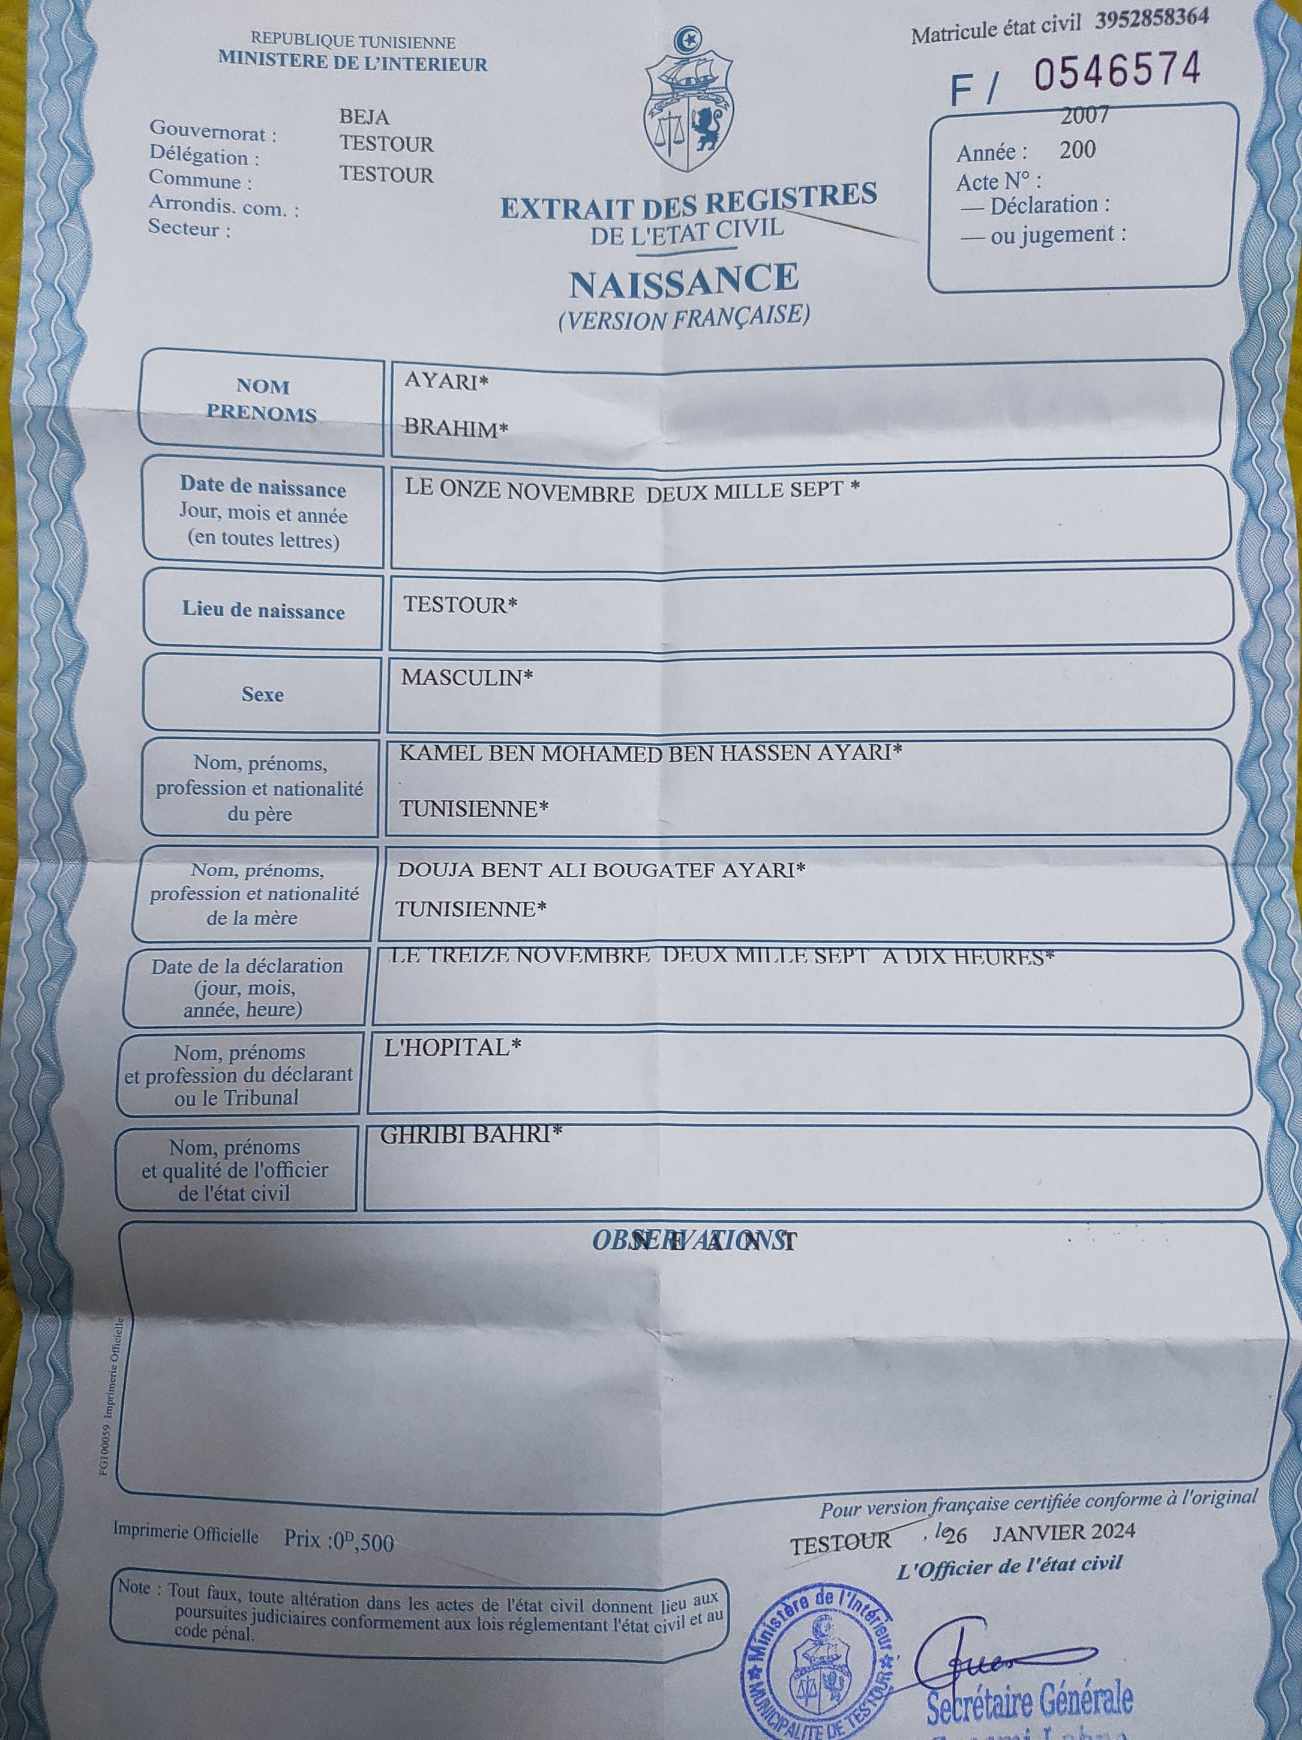 REPUBLIQUE TUNISIENNE
MINISTERE DE L'INTERIEUR
Matricule état civil 3952858364
F / 0546574
Gouvernorat : BEJA
Délégation : TESTOUR
Commune : TESTOUR
Arrondis. com. :
Secteur :
2007
Année : 200
Acte N° :
— Déclaration :
— ou jugement :
EXTRAIT DES REGISTRES
DE L'ETAT CIVIL
NAISSANCE
(VERSION FRANÇAISE)
NOM AYARI*
PRENOMS BRAHIM*
Date de naissance LE ONZE NOVEMBRE DEUX MILLE SEPT *
Jour, mois et année
(en toutes lettres)
Lieu de naissance TESTOUR*
Sexe MASCULIN*
Nom, prénoms, KAMEL BEN MOHAMED BEN HASSEN AYARI*
profession et nationalité
du père TUNISIENNE*
Nom, prénoms, DOUJA BENT ALI BOUGATEF AYARI*
profession et nationalité
de la mère TUNISIENNE*
Date de la déclaration LE TREIZE NOVEMBRE DEUX MILLE SEPT A DIX HEURES*
(jour, mois,
année, heure)
Nom, prénoms L'HOPITAL*
et profession du déclarant
ou le Tribunal
Nom, prénoms GHRIBI BAHRI*
et qualité de l'officier
de l'état civil
OBSERVATIONS
N E A N T
FG100059 Imprimerie Officielle
Pour version française certifiée conforme à l'original
Imprimerie Officielle Prix :0D,500
TESTOUR , le 26 JANVIER 2024
L'Officier de l'état civil
Note : Tout faux, toute altération dans les actes de l'état civil donnent lieu aux
poursuites judiciaires conformement aux lois réglementant l'état civil et au
code pénal.
Ministère de l'Intérieur
MUNICIPALITE DE TESTOUR
Secrétaire Générale